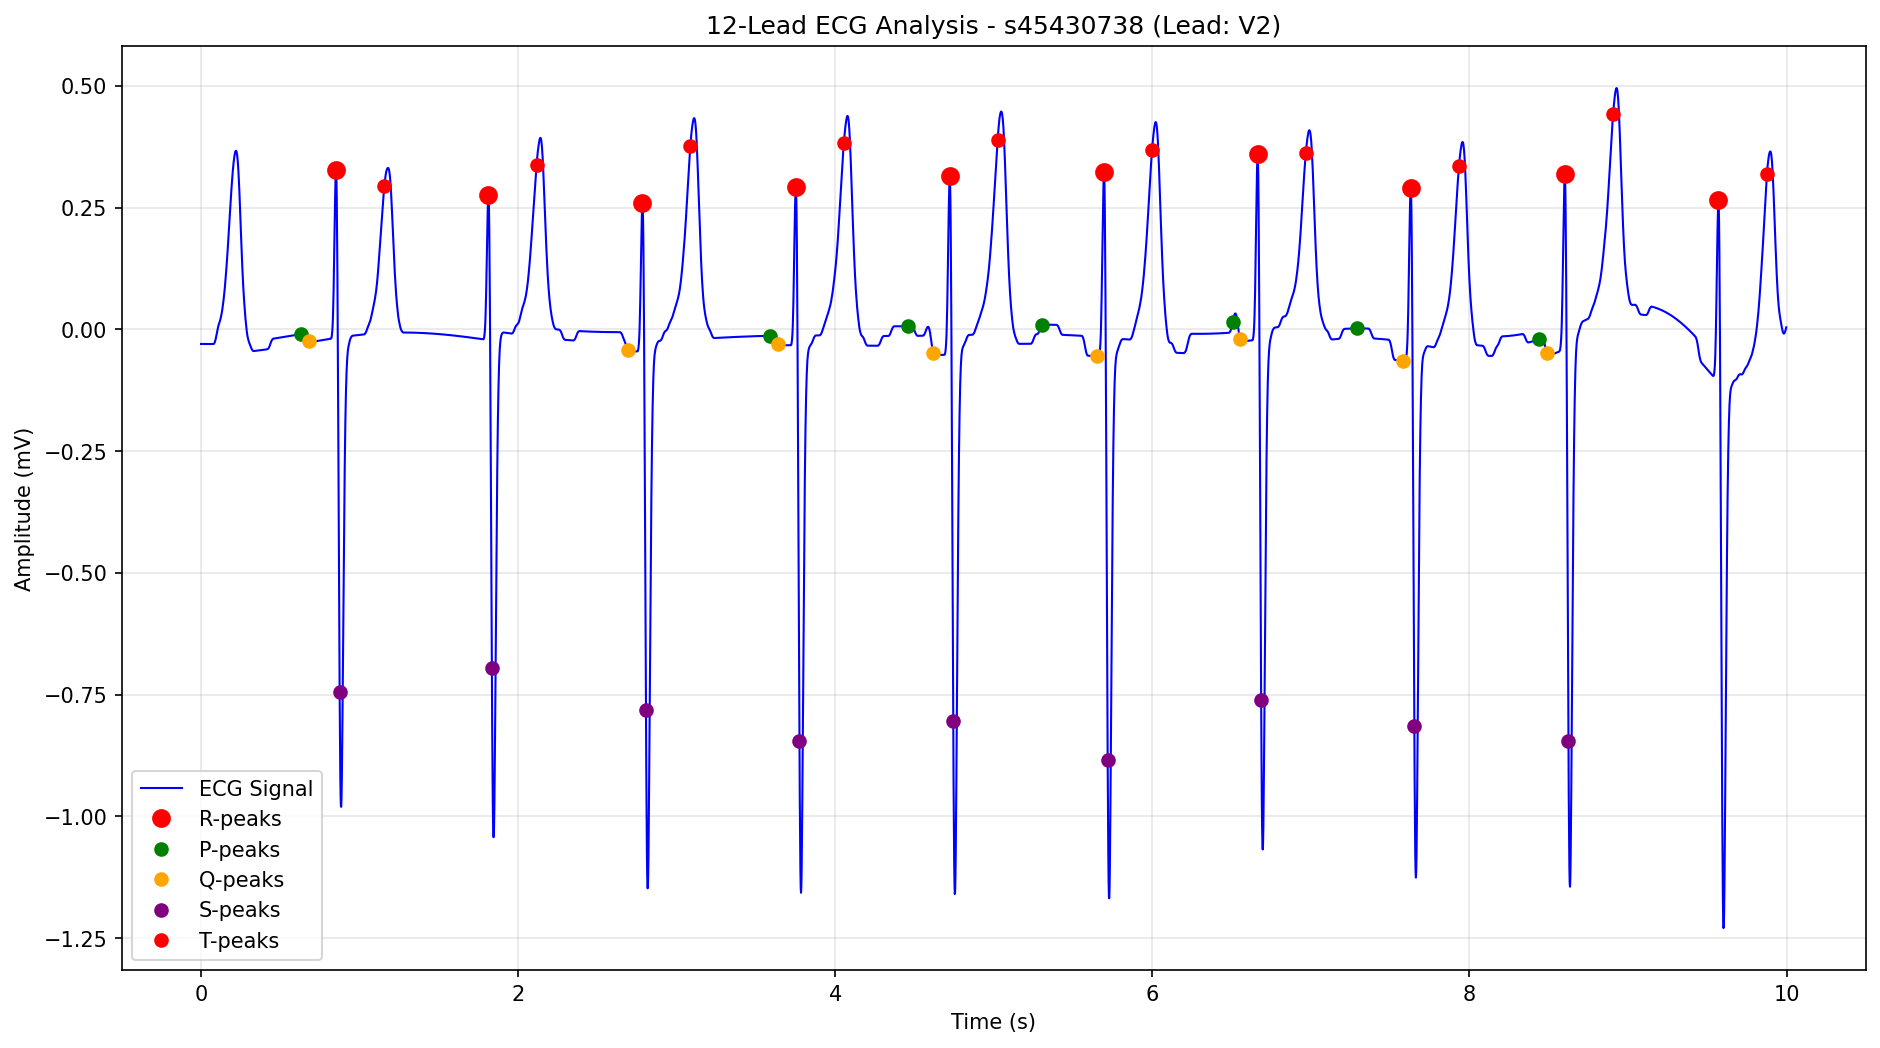 12-Lead ECG Analysis - s45430738 (Lead: V2)
0.50
0.25
0.00
−0.25
−0.50
−0.75
−1.00
−1.25
Amplitude (mV)
ECG Signal
R-peaks
P-peaks
Q-peaks
S-peaks
T-peaks
0 2 4 6 8 10
Time (s)